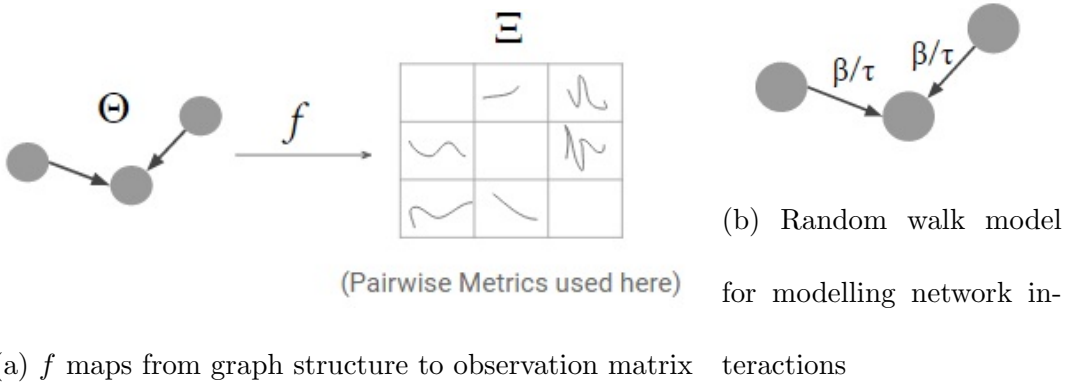 Ξ
Θ
f
β/τ
β/τ
(Pairwise Metrics used here)
a) f maps from graph structure to observation matrix
(b) Random walk model
for modelling network in-
teractions